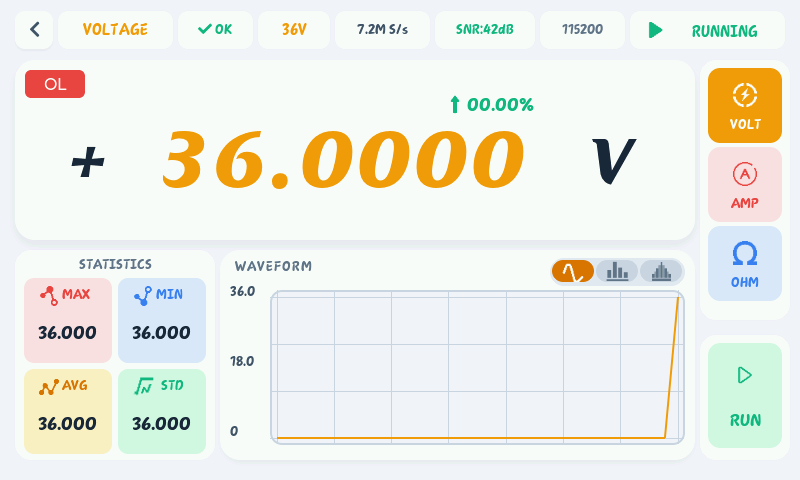 VOLTAGE
OK
36V
7.2M S/s
SNR:42dB
115200
RUNNING
OL
00.00%
+ 36.0000 V
VOLT
A
AMP
Ω
OHM
STATISTICS
MAX
36.000
MIN
36.000
AVG
36.000
STD
36.000
WAVEFORM
36.0
18.0
0
RUN